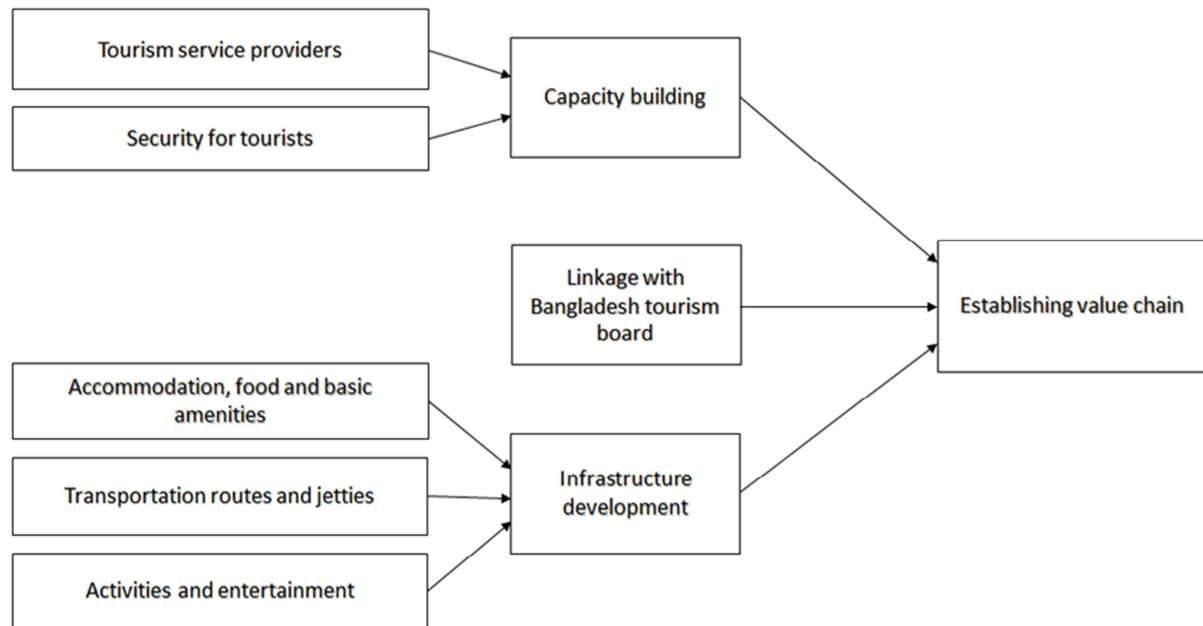 Tourism service providers
Security for tourists
Capacity building
Linkage with
Bangladesh tourism
board
Establishing value chain
Accommodation, food and basic
amenities
Transportation routes and jetties
Activities and entertainment
Infrastructure
development